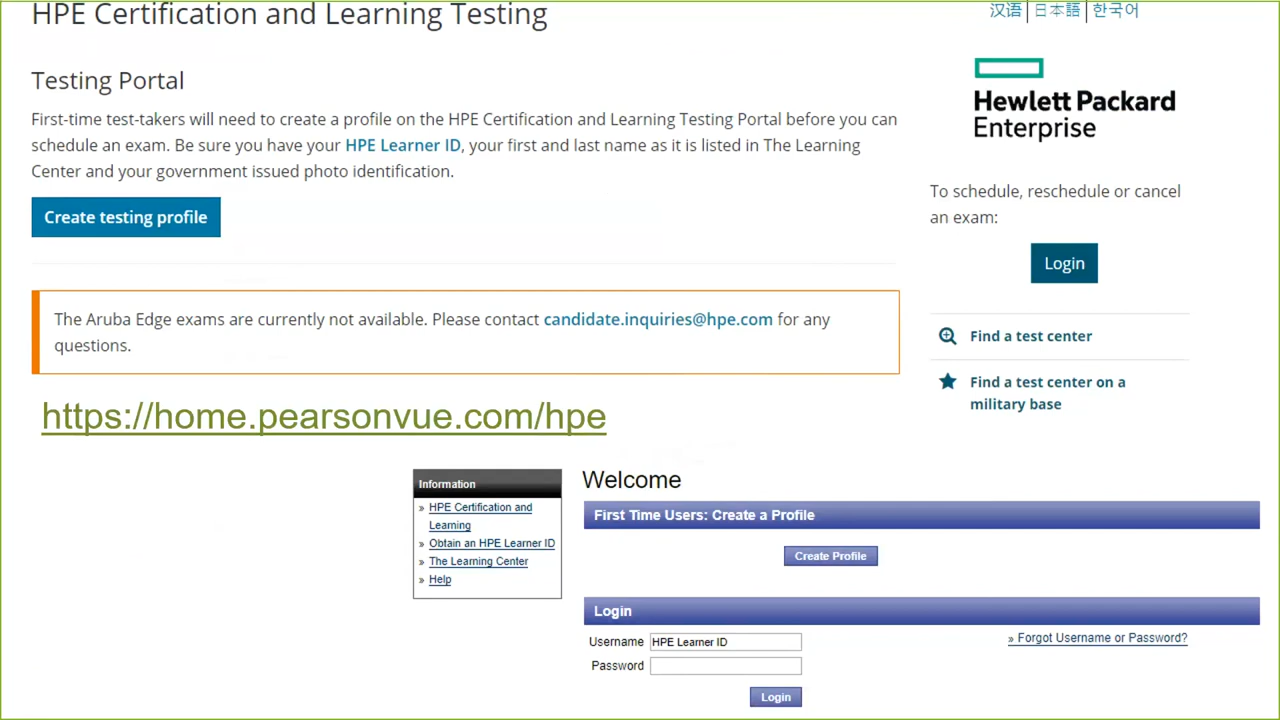 HPE Certification and Learning Testing
汉语 | 日本語 | 한국어
Testing Portal
First-time test-takers will need to create a profile on the HPE Certification and Learning Testing Portal before you can
schedule an exam. Be sure you have your HPE Learner ID, your first and last name as it is listed in The Learning
Center and your government issued photo identification.
Create testing profile
The Aruba Edge exams are currently not available. Please contact candidate.inquiries@hpe.com for any
questions.
https://home.pearsonvue.com/hpe
Hewlett Packard
Enterprise
To schedule, reschedule or cancel
an exam:
Login
Find a test center
Find a test center on a
military base
Information
» HPE Certification and
Learning
» Obtain an HPE Learner ID
» The Learning Center
» Help
Welcome
First Time Users: Create a Profile
Create Profile
Login
Username HPE Learner ID
» Forgot Username or Password?
Password
Login